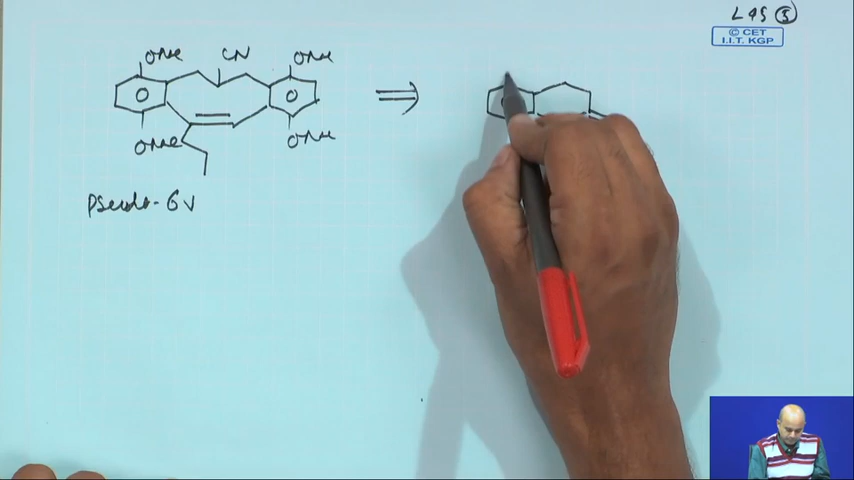 L45 (5)
© CET
I.I.T. KGP
OMe CN OMe
O O
OMe OMe
Pseudo-GV